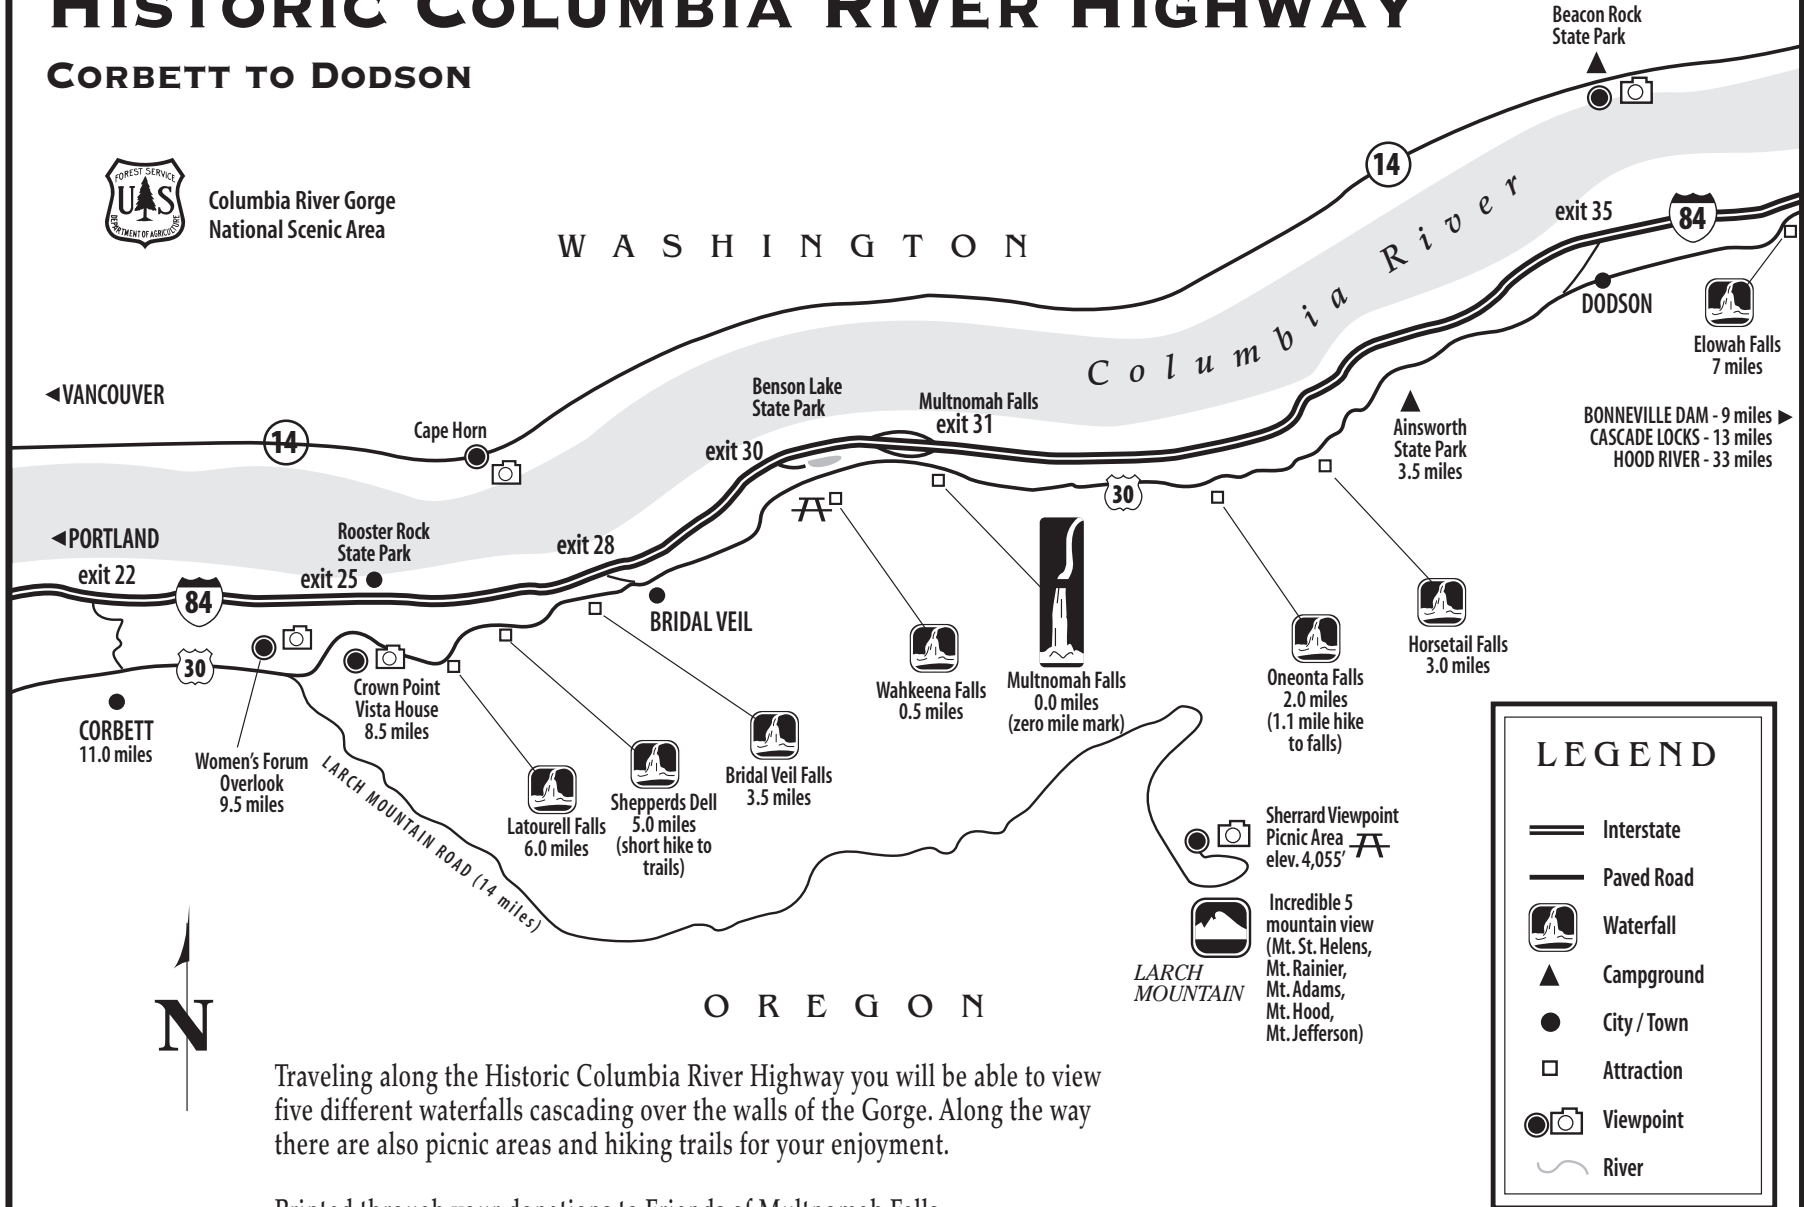 HISTORIC COLUMBIA RIVER HIGHWAY
CORBETT TO DODSON
FOREST SERVICE
U S
DEPARTMENT OF AGRICULTURE
Columbia River Gorge
National Scenic Area
Beacon Rock
State Park
14
WASHINGTON
Columbia River
exit 35
84
DODSON
Elowah Falls
7 miles
◄VANCOUVER
14
Cape Horn
Benson Lake
State Park
exit 30
Multnomah Falls
exit 31
30
Ainsworth
State Park
3.5 miles
BONNEVILLE DAM - 9 miles ►
CASCADE LOCKS - 13 miles
HOOD RIVER - 33 miles
◄PORTLAND
exit 22
84
Rooster Rock
State Park
exit 25
exit 28
BRIDAL VEIL
30
CORBETT
11.0 miles
Women's Forum
Overlook
9.5 miles
Crown Point
Vista House
8.5 miles
LARCH MOUNTAIN ROAD (14 miles)
Latourell Falls
6.0 miles
Shepperds Dell
5.0 miles
(short hike to
trails)
Bridal Veil Falls
3.5 miles
Wahkeena Falls
0.5 miles
Multnomah Falls
0.0 miles
(zero mile mark)
Oneonta Falls
2.0 miles
(1.1 mile hike
to falls)
Horsetail Falls
3.0 miles
Sherrard Viewpoint
Picnic Area
elev. 4,055'
LARCH
MOUNTAIN
Incredible 5
mountain view
(Mt. St. Helens,
Mt. Rainier,
Mt. Adams,
Mt. Hood,
Mt. Jefferson)
OREGON
N
LEGEND
Interstate
Paved Road
Waterfall
Campground
City / Town
Attraction
Viewpoint
River
Traveling along the Historic Columbia River Highway you will be able to view
five different waterfalls cascading over the walls of the Gorge. Along the way
there are also picnic areas and hiking trails for your enjoyment.
Printed through your donations to Friends of Multnomah Falls